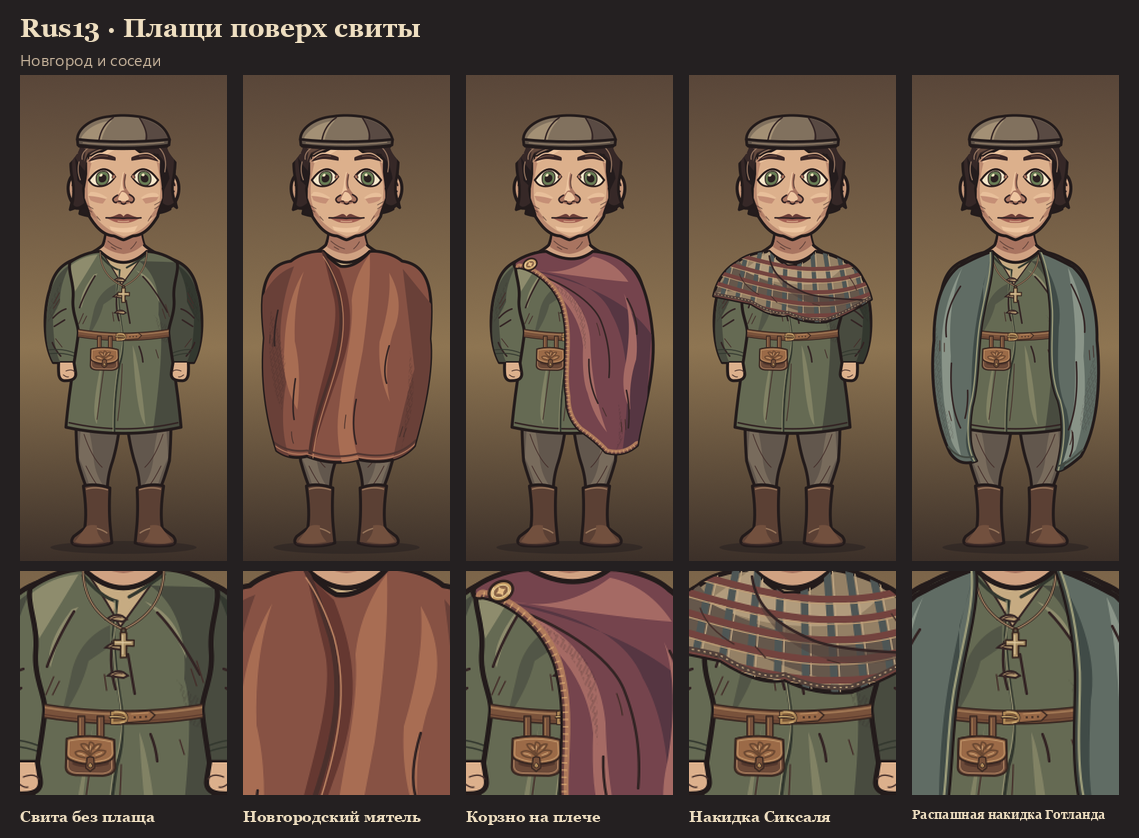 Rus13 · Плащи поверх свиты
Новгород и соседи
Свита без плаща
Новгородский мятель
Корзно на плече
Накидка Сиксаля
Распашная накидка Готланда